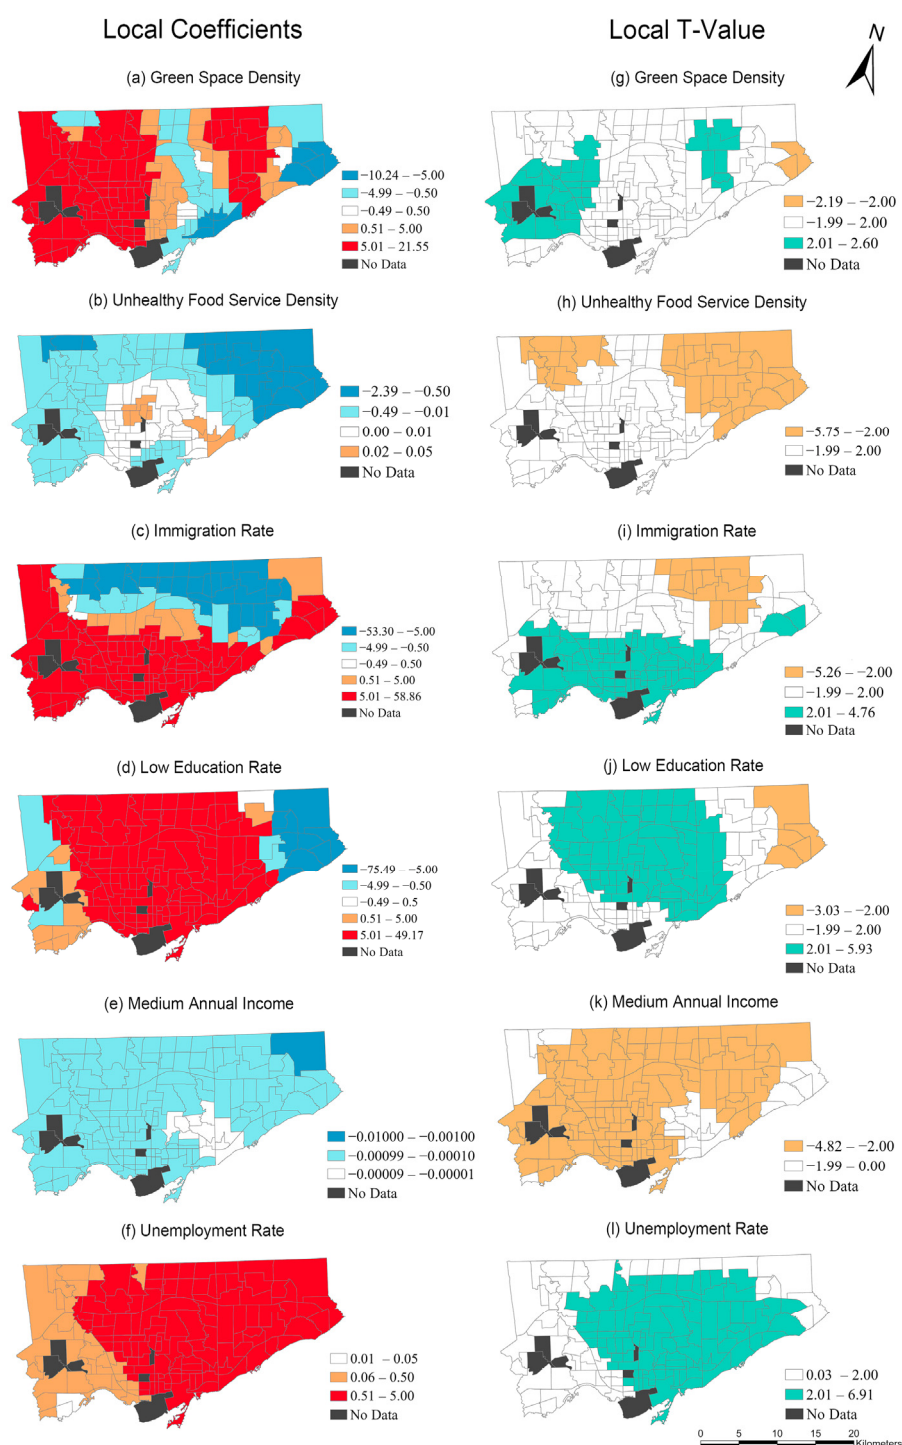 Local Coefficients
Local T-Value
N
(a) Green Space Density
−10.24 – −5.00
−4.99 – −0.50
−0.49 – 0.50
0.51 – 5.00
5.01 – 21.55
No Data
(g) Green Space Density
−2.19 – −2.00
−1.99 – 2.00
2.01 – 2.60
No Data
(b) Unhealthy Food Service Density
−2.39 – −0.50
−0.49 – −0.01
0.00 – 0.01
0.02 – 0.05
No Data
(h) Unhealthy Food Service Density
−5.75 – −2.00
−1.99 – 2.00
No Data
(c) Immigration Rate
−53.30 – −5.00
−4.99 – −0.50
−0.49 – 0.50
0.51 – 5.00
5.01 – 58.86
No Data
(i) Immigration Rate
−5.26 – −2.00
−1.99 – 2.00
2.01 – 4.76
No Data
(d) Low Education Rate
−75.49 – −5.00
−4.99 – −0.50
−0.49 – 0.5
0.51 – 5.00
5.01 – 49.17
No Data
(j) Low Education Rate
−3.03 – −2.00
−1.99 – 2.00
2.01 – 5.93
No Data
(e) Medium Annual Income
−0.01000 – −0.00100
−0.00099 – −0.00010
−0.00009 – −0.00001
No Data
(k) Medium Annual Income
−4.82 – −2.00
−1.99 – 0.00
No Data
(f) Unemployment Rate
0.01 – 0.05
0.06 – 0.50
0.51 – 5.00
No Data
(l) Unemployment Rate
0.03 – 2.00
2.01 – 6.91
No Data
0 5 10 15 20
Kilometers